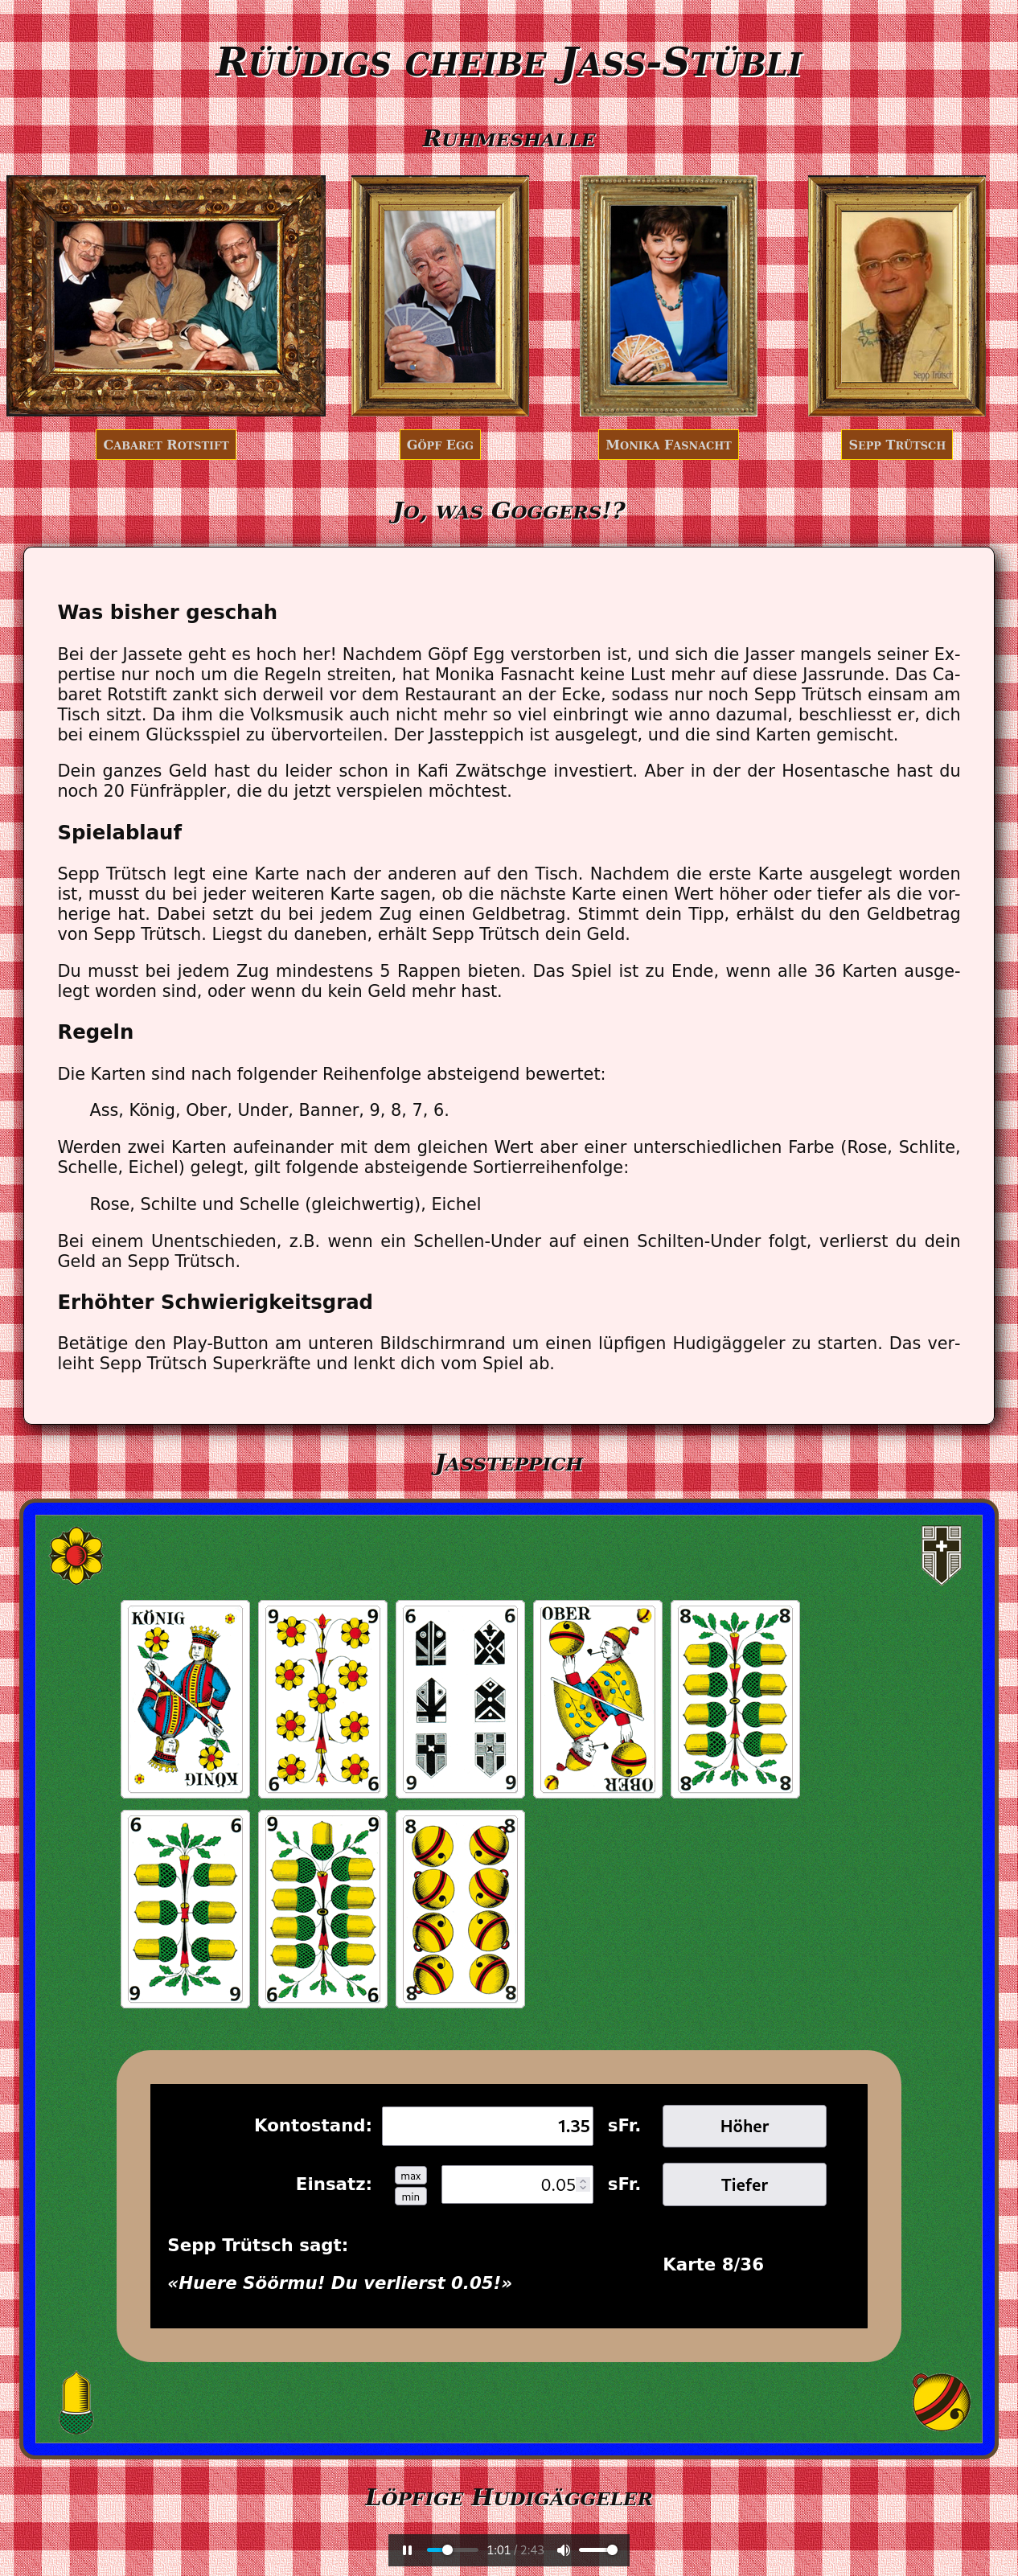 Rüüdigs cheibe Jass-Stübli
Ruhmeshalle
Sepp Trütsch
Cabaret Rotstift
Göpf Egg
Monika Fasnacht
Sepp Trütsch
Jo, was Goggers!?
Was bisher geschah
Bei der Jassete geht es hoch her! Nachdem Göpf Egg verstorben ist, und sich die Jasser mangels seiner Ex-
pertise nur noch um die Regeln streiten, hat Monika Fasnacht keine Lust mehr auf diese Jassrunde. Das Ca-
baret Rotstift zankt sich derweil vor dem Restaurant an der Ecke, sodass nur noch Sepp Trütsch einsam am
Tisch sitzt. Da ihm die Volksmusik auch nicht mehr so viel einbringt wie anno dazumal, beschliesst er, dich
bei einem Glücksspiel zu übervorteilen. Der Jassteppich ist ausgelegt, und die sind Karten gemischt.
Dein ganzes Geld hast du leider schon in Kafi Zwätschge investiert. Aber in der der Hosentasche hast du
noch 20 Fünfräppler, die du jetzt verspielen möchtest.
Spielablauf
Sepp Trütsch legt eine Karte nach der anderen auf den Tisch. Nachdem die erste Karte ausgelegt worden
ist, musst du bei jeder weiteren Karte sagen, ob die nächste Karte einen Wert höher oder tiefer als die vor-
herige hat. Dabei setzt du bei jedem Zug einen Geldbetrag. Stimmt dein Tipp, erhälst du den Geldbetrag
von Sepp Trütsch. Liegst du daneben, erhält Sepp Trütsch dein Geld.
Du musst bei jedem Zug mindestens 5 Rappen bieten. Das Spiel ist zu Ende, wenn alle 36 Karten ausge-
legt worden sind, oder wenn du kein Geld mehr hast.
Regeln
Die Karten sind nach folgender Reihenfolge absteigend bewertet:
Ass, König, Ober, Under, Banner, 9, 8, 7, 6.
Werden zwei Karten aufeinander mit dem gleichen Wert aber einer unterschiedlichen Farbe (Rose, Schlite,
Schelle, Eichel) gelegt, gilt folgende absteigende Sortierreihenfolge:
Rose, Schilte und Schelle (gleichwertig), Eichel
Bei einem Unentschieden, z.B. wenn ein Schellen-Under auf einen Schilten-Under folgt, verlierst du dein
Geld an Sepp Trütsch.
Erhöhter Schwierigkeitsgrad
Betätige den Play-Button am unteren Bildschirmrand um einen lüpfigen Hudigäggeler zu starten. Das ver-
leiht Sepp Trütsch Superkräfte und lenkt dich vom Spiel ab.
Jassteppich
KÖNIG 9 9 6 6 OBER 8 8
KÖNIG 9 9 6 6 OBER 8 8
6 6 9 9 8 8
6 6 9 9 8 8
Kontostand: 1.35 sFr. Höher
Einsatz: max min 0.05 sFr. Tiefer
Sepp Trütsch sagt:
Karte 8/36
«Huere Söörmu! Du verlierst 0.05!»
Löpfige Hudigäggeler
1:01 / 2:43